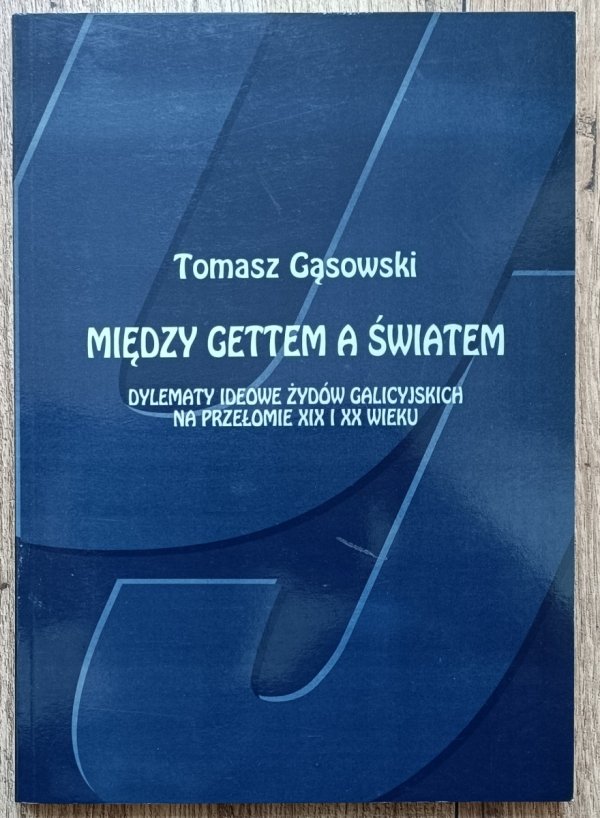 Tomasz Gąsowski
MIĘDZY GETTEM A ŚWIATEM
DYLEMATY IDEOWE ŻYDÓW GALICYJSKICH
NA PRZEŁOMIE XIX I XX WIEKU